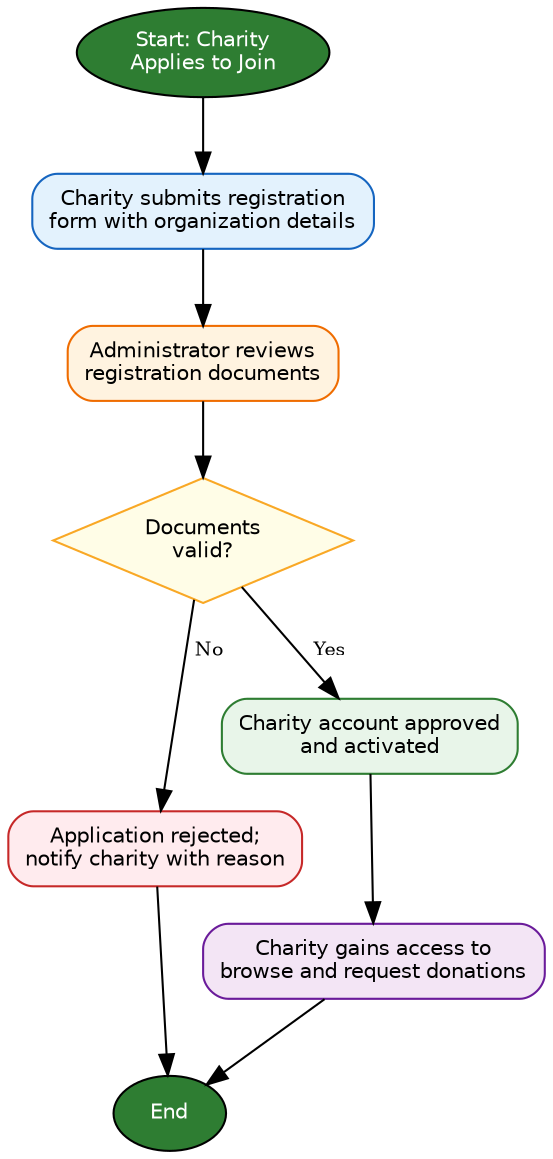 Start: Charity
Applies to Join
Charity submits registration
form with organization details
Administrator reviews
registration documents
Documents
valid?
No
Yes
Charity account approved
and activated
Application rejected;
notify charity with reason
Charity gains access to
browse and request donations
End